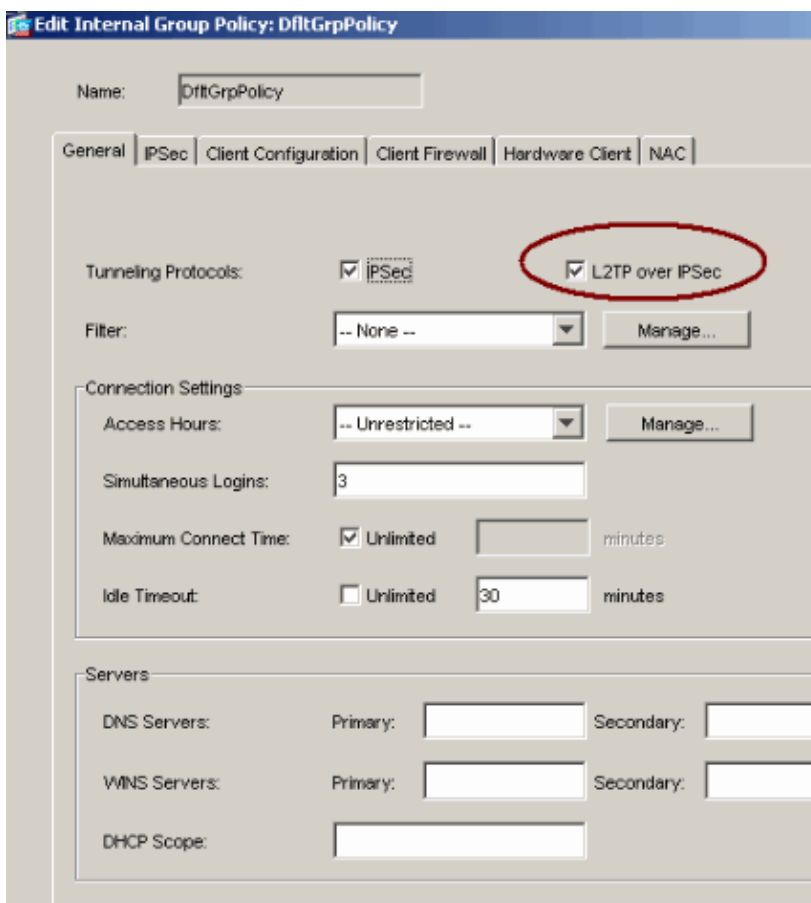 Edit Internal Group Policy: DfltGrpPolicy
Name: DfltGrpPolicy
General IPSec Client Configuration Client Firewall Hardware Client NAC
Tunneling Protocols: IPSec L2TP over IPSec
Filter: -- None -- Manage...
Connection Settings
Access Hours: -- Unrestricted -- Manage...
Simultaneous Logins: 3
Maximum Connect Time: Unlimited minutes
Idle Timeout: Unlimited 30 minutes
Servers
DNS Servers: Primary: Secondary:
WINS Servers: Primary: Secondary:
DHCP Scope: